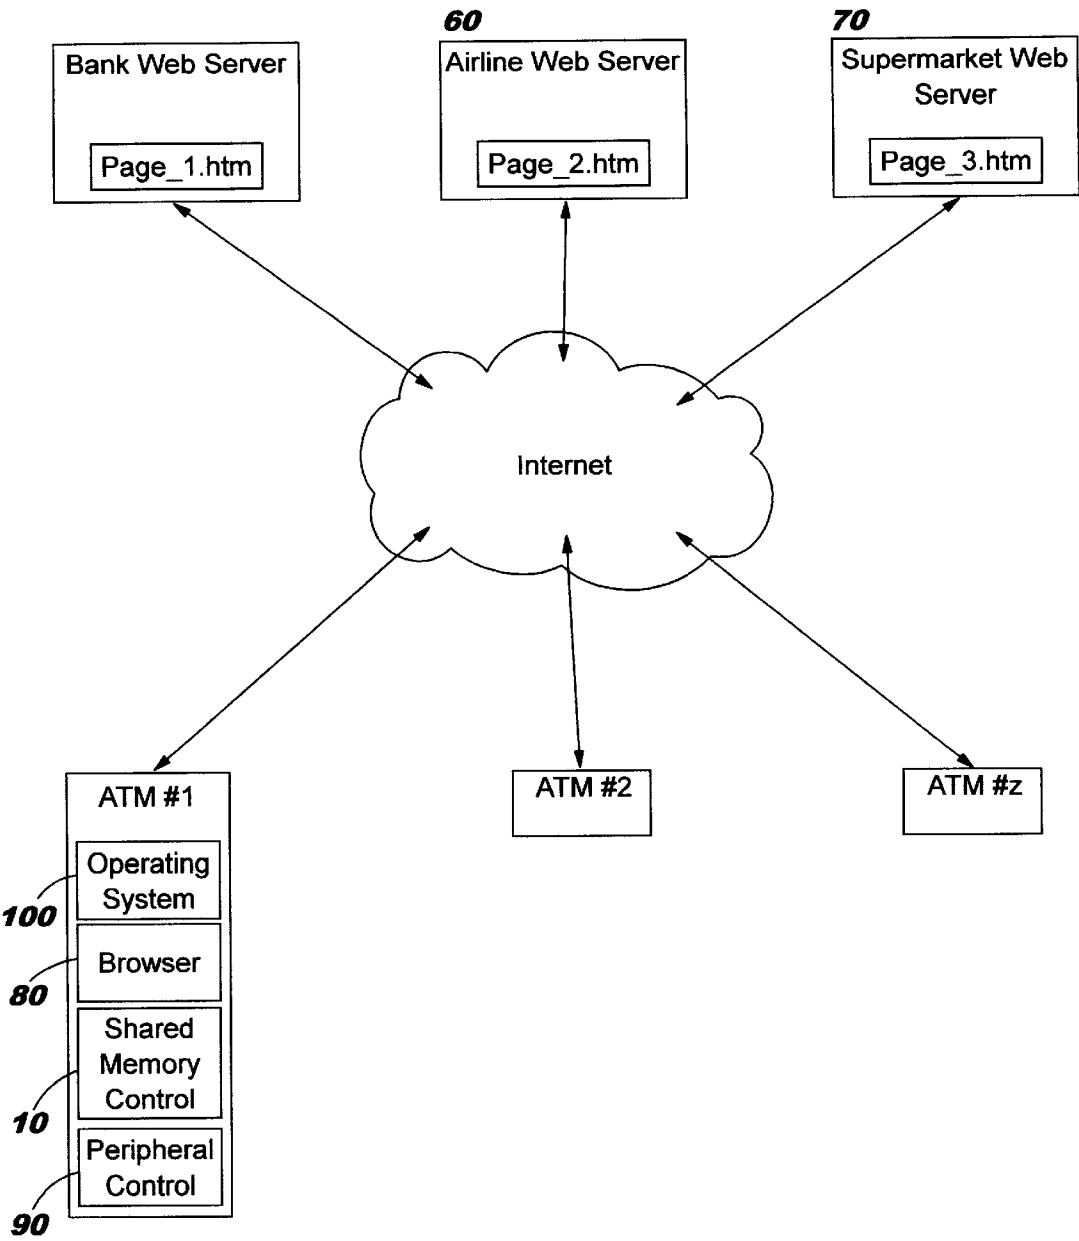 60
70
Bank Web Server
Airline Web Server
Supermarket Web
Server
Page_1.htm
Page_2.htm
Page_3.htm
Internet
ATM #1
ATM #2
ATM #z
Operating
System
100
Browser
80
Shared
Memory
Control
10
Peripheral
Control
90